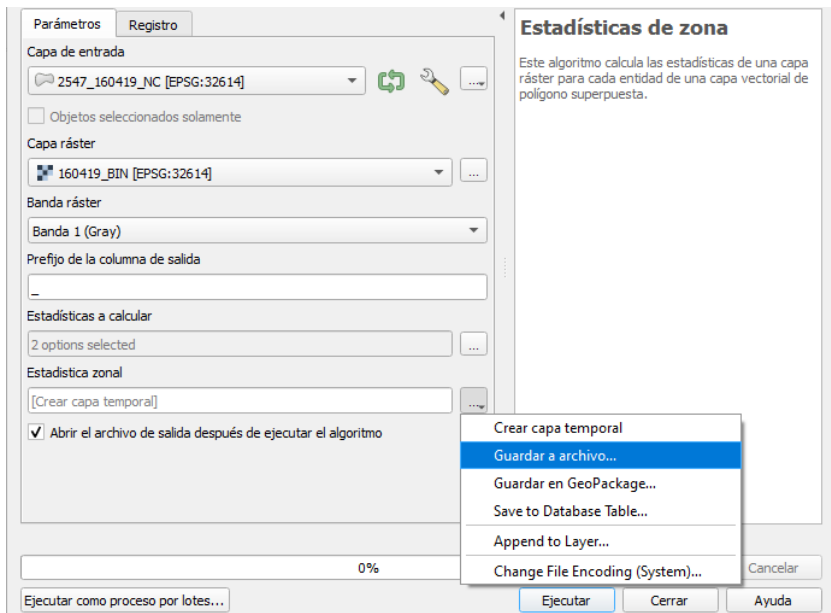 Parámetros
Registro
Capa de entrada
2547_160419_NC [EPSG:32614]
...
Objetos seleccionados solamente
Capa ráster
160419_BIN [EPSG:32614]
...
Banda ráster
Banda 1 (Gray)
Prefijo de la columna de salida
_
Estadísticas a calcular
2 options selected
...
Estadistica zonal
[Crear capa temporal]
...
Abrir el archivo de salida después de ejecutar el algoritmo
Estadísticas de zona
Este algoritmo calcula las estadísticas de una capa
ráster para cada entidad de una capa vectorial de
polígono superpuesta.
Crear capa temporal
Guardar a archivo...
Guardar en GeoPackage...
Save to Database Table...
Append to Layer...
Change File Encoding (System)...
0%
Cancelar
Ejecutar como proceso por lotes...
Ejecutar
Cerrar
Ayuda